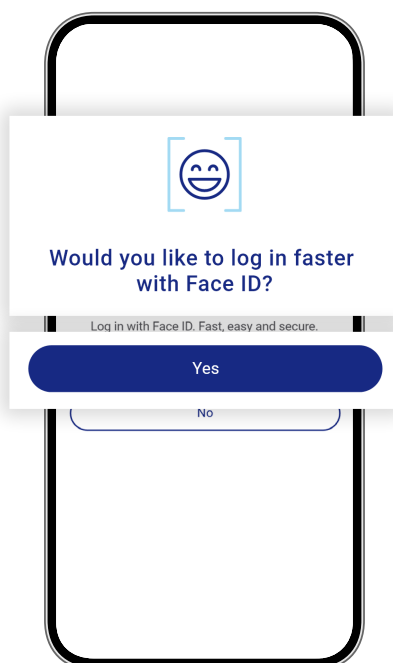 Would you like to log in faster
with Face ID?
Log in with Face ID. Fast, easy and secure.
Yes
No